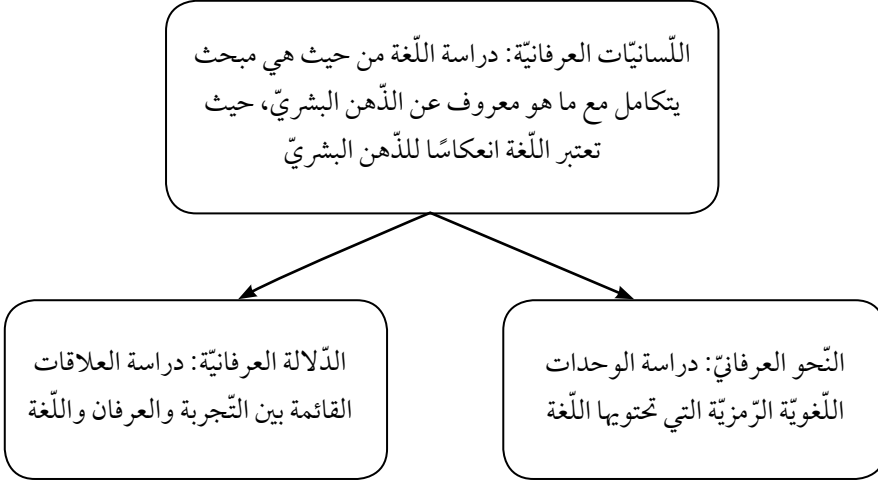 اللّسانيّات العرفانيّة: دراسة اللّغة من حيث هي مبحث
يتكامل مع ما هو معروف عن الذّهن البشريّ، حيث
تعتبر اللّغة انعكاسًا للذّهن البشريّ
النّحو العرفانيّ: دراسة الوحدات
اللّغويّة الرّمزيّة التي تحتويها اللّغة
الدّلالة العرفانيّة: دراسة العلاقات
القائمة بين التّجربة والعرفان واللّغة